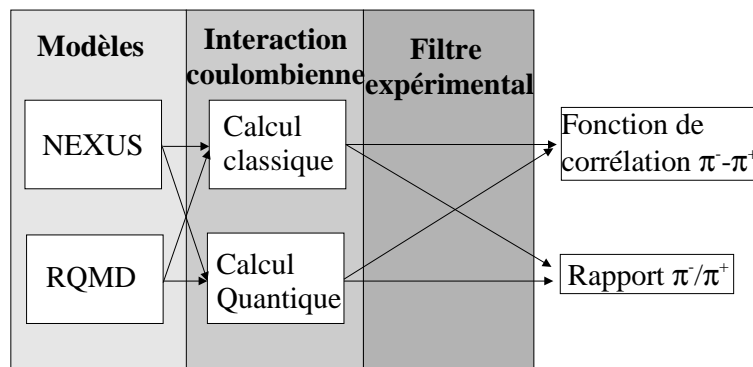 Modèles
Interaction
coulombienne
Filtre
expérimental
NEXUS
Calcul
classique
Fonction de
corrélation π⁻-π⁺
RQMD
Calcul
Quantique
Rapport π⁻/π⁺